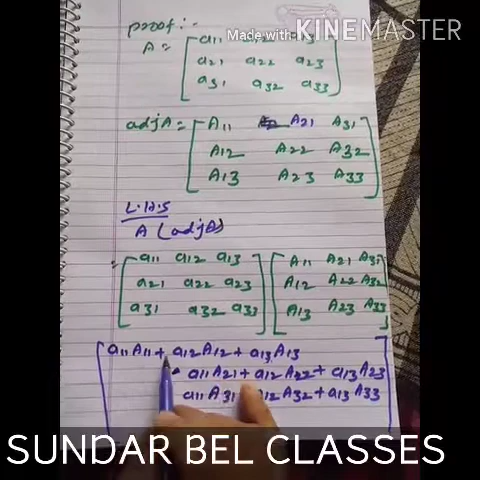 proof:-
Made with KINEMASTER
A = [ a11 a13
a21 a22 a23
a31 a32 a33 ]
adjA = [ A11 A21 A31
A12 A22 A32
A13 A23 A33 ]
L.H.S
A (adjA)
= [ a11 a12 a13 ] [ A11 A21 A31 ]
a21 a22 a23 A12 A22 A32
a31 a32 a33 A13 A23 A33
[ a11A11 + a12A12 + a13A13
a11A21 + a12A22 + a13A23
a11A31 a12A32 + a13A33 ]
SUNDAR BEL CLASSES